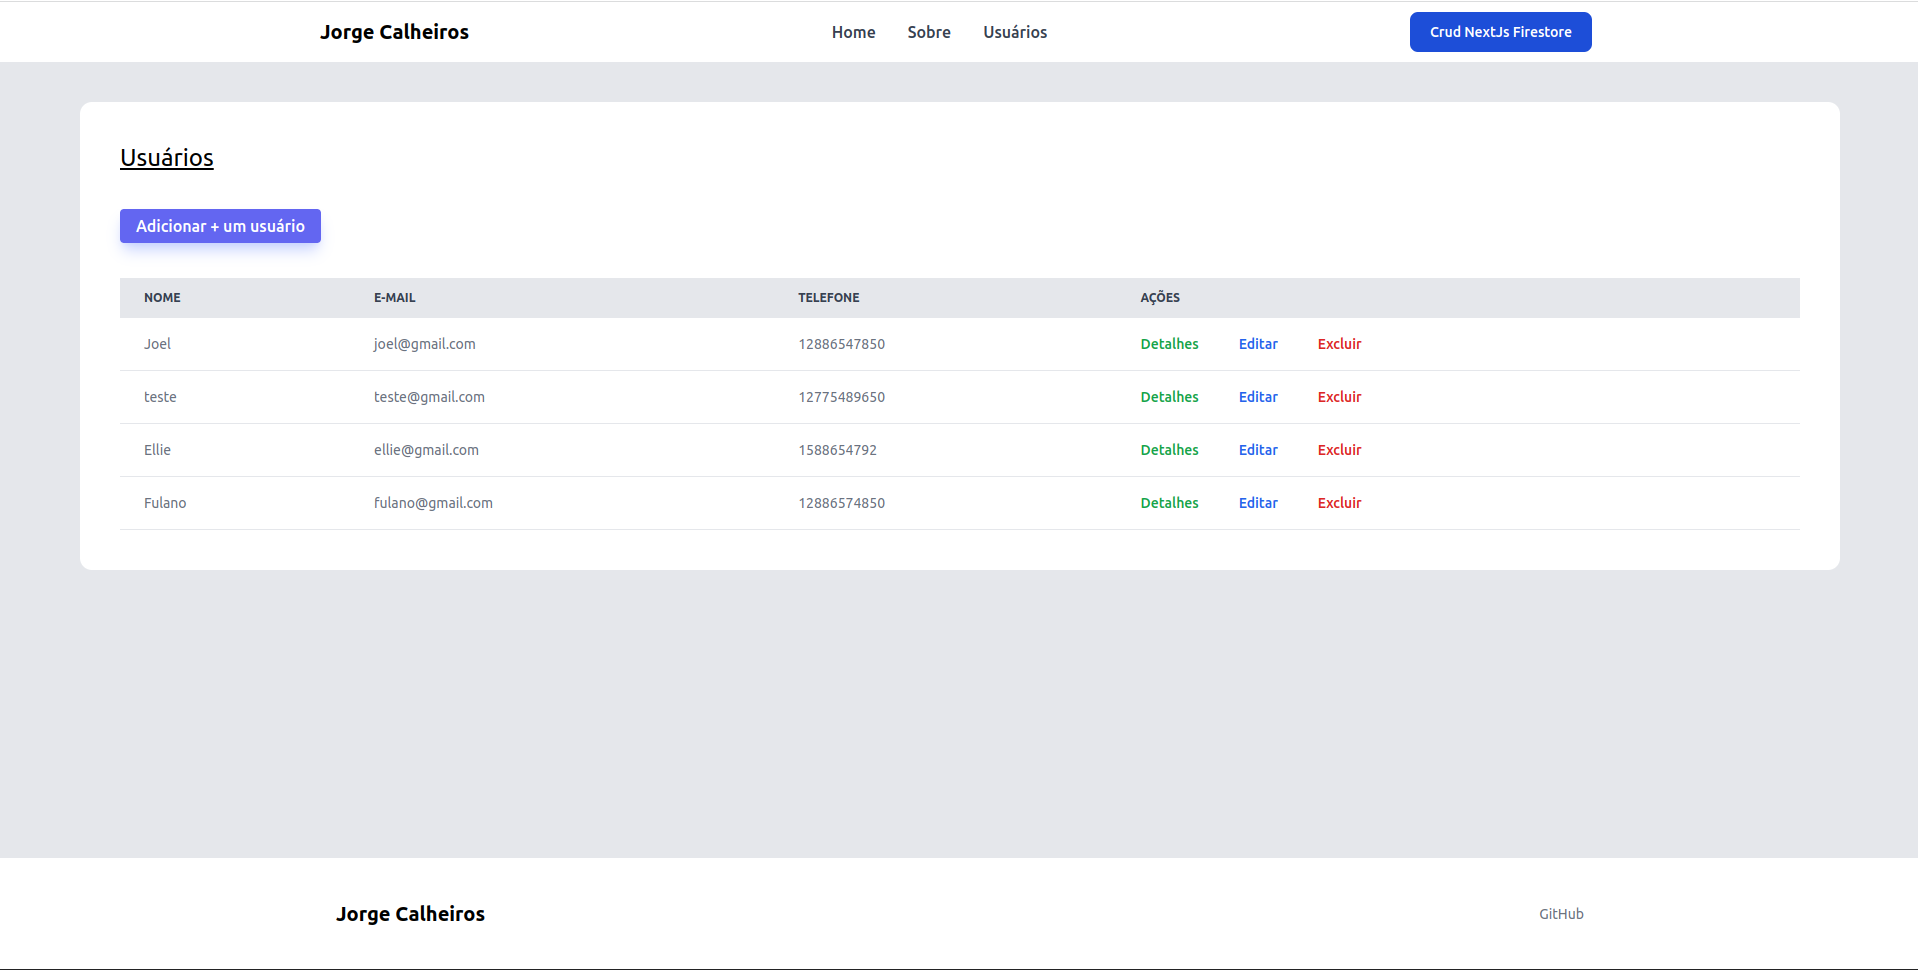 Jorge Calheiros Home Sobre Usuários Crud NextJs Firestore
Usuários
Adicionar + um usuário
NOME E-MAIL TELEFONE AÇÕES
Joel joel@gmail.com 12886547850 Detalhes Editar Excluir
teste teste@gmail.com 12775489650 Detalhes Editar Excluir
Ellie ellie@gmail.com 1588654792 Detalhes Editar Excluir
Fulano fulano@gmail.com 12886574850 Detalhes Editar Excluir
Jorge Calheiros GitHub